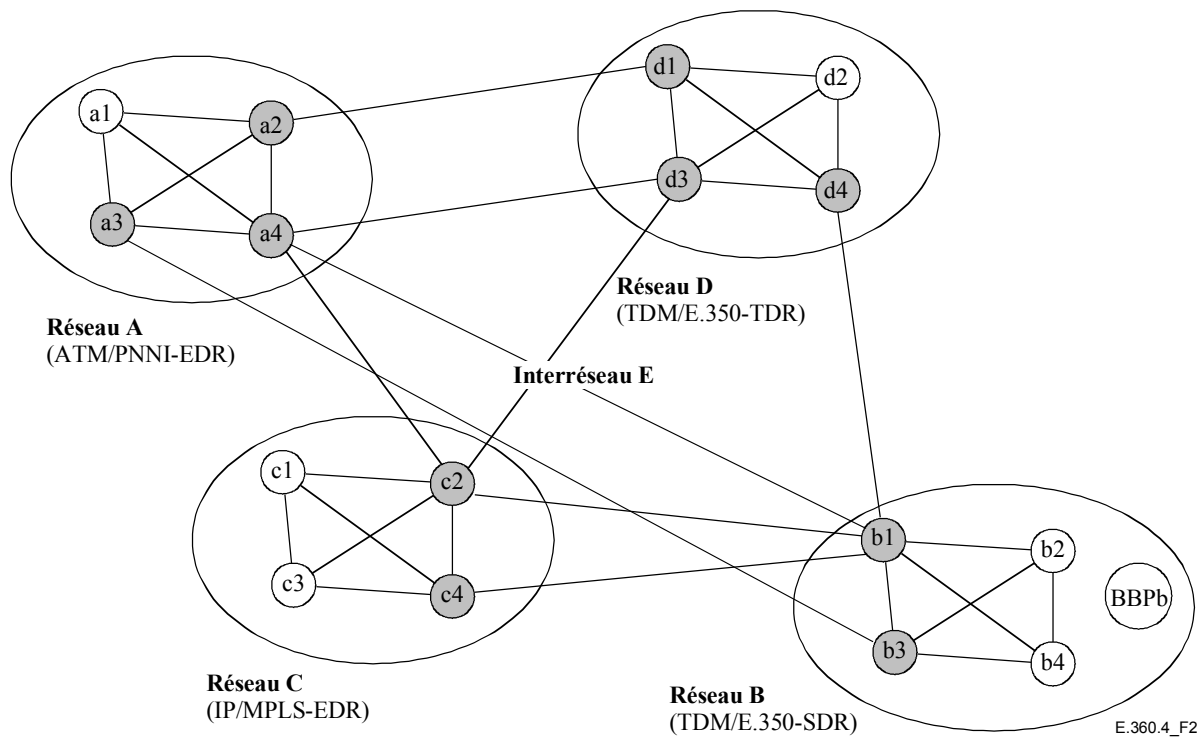 a1
a2
a3
a4
Réseau A
(ATM/PNNI-EDR)
d1
d2
d3
d4
Réseau D
(TDM/E.350-TDR)
Interréseau E
c1
c2
c3
c4
Réseau C
(IP/MPLS-EDR)
b1
b2
b3
b4
BBPb
Réseau B
(TDM/E.350-SDR)
E.360.4_F2